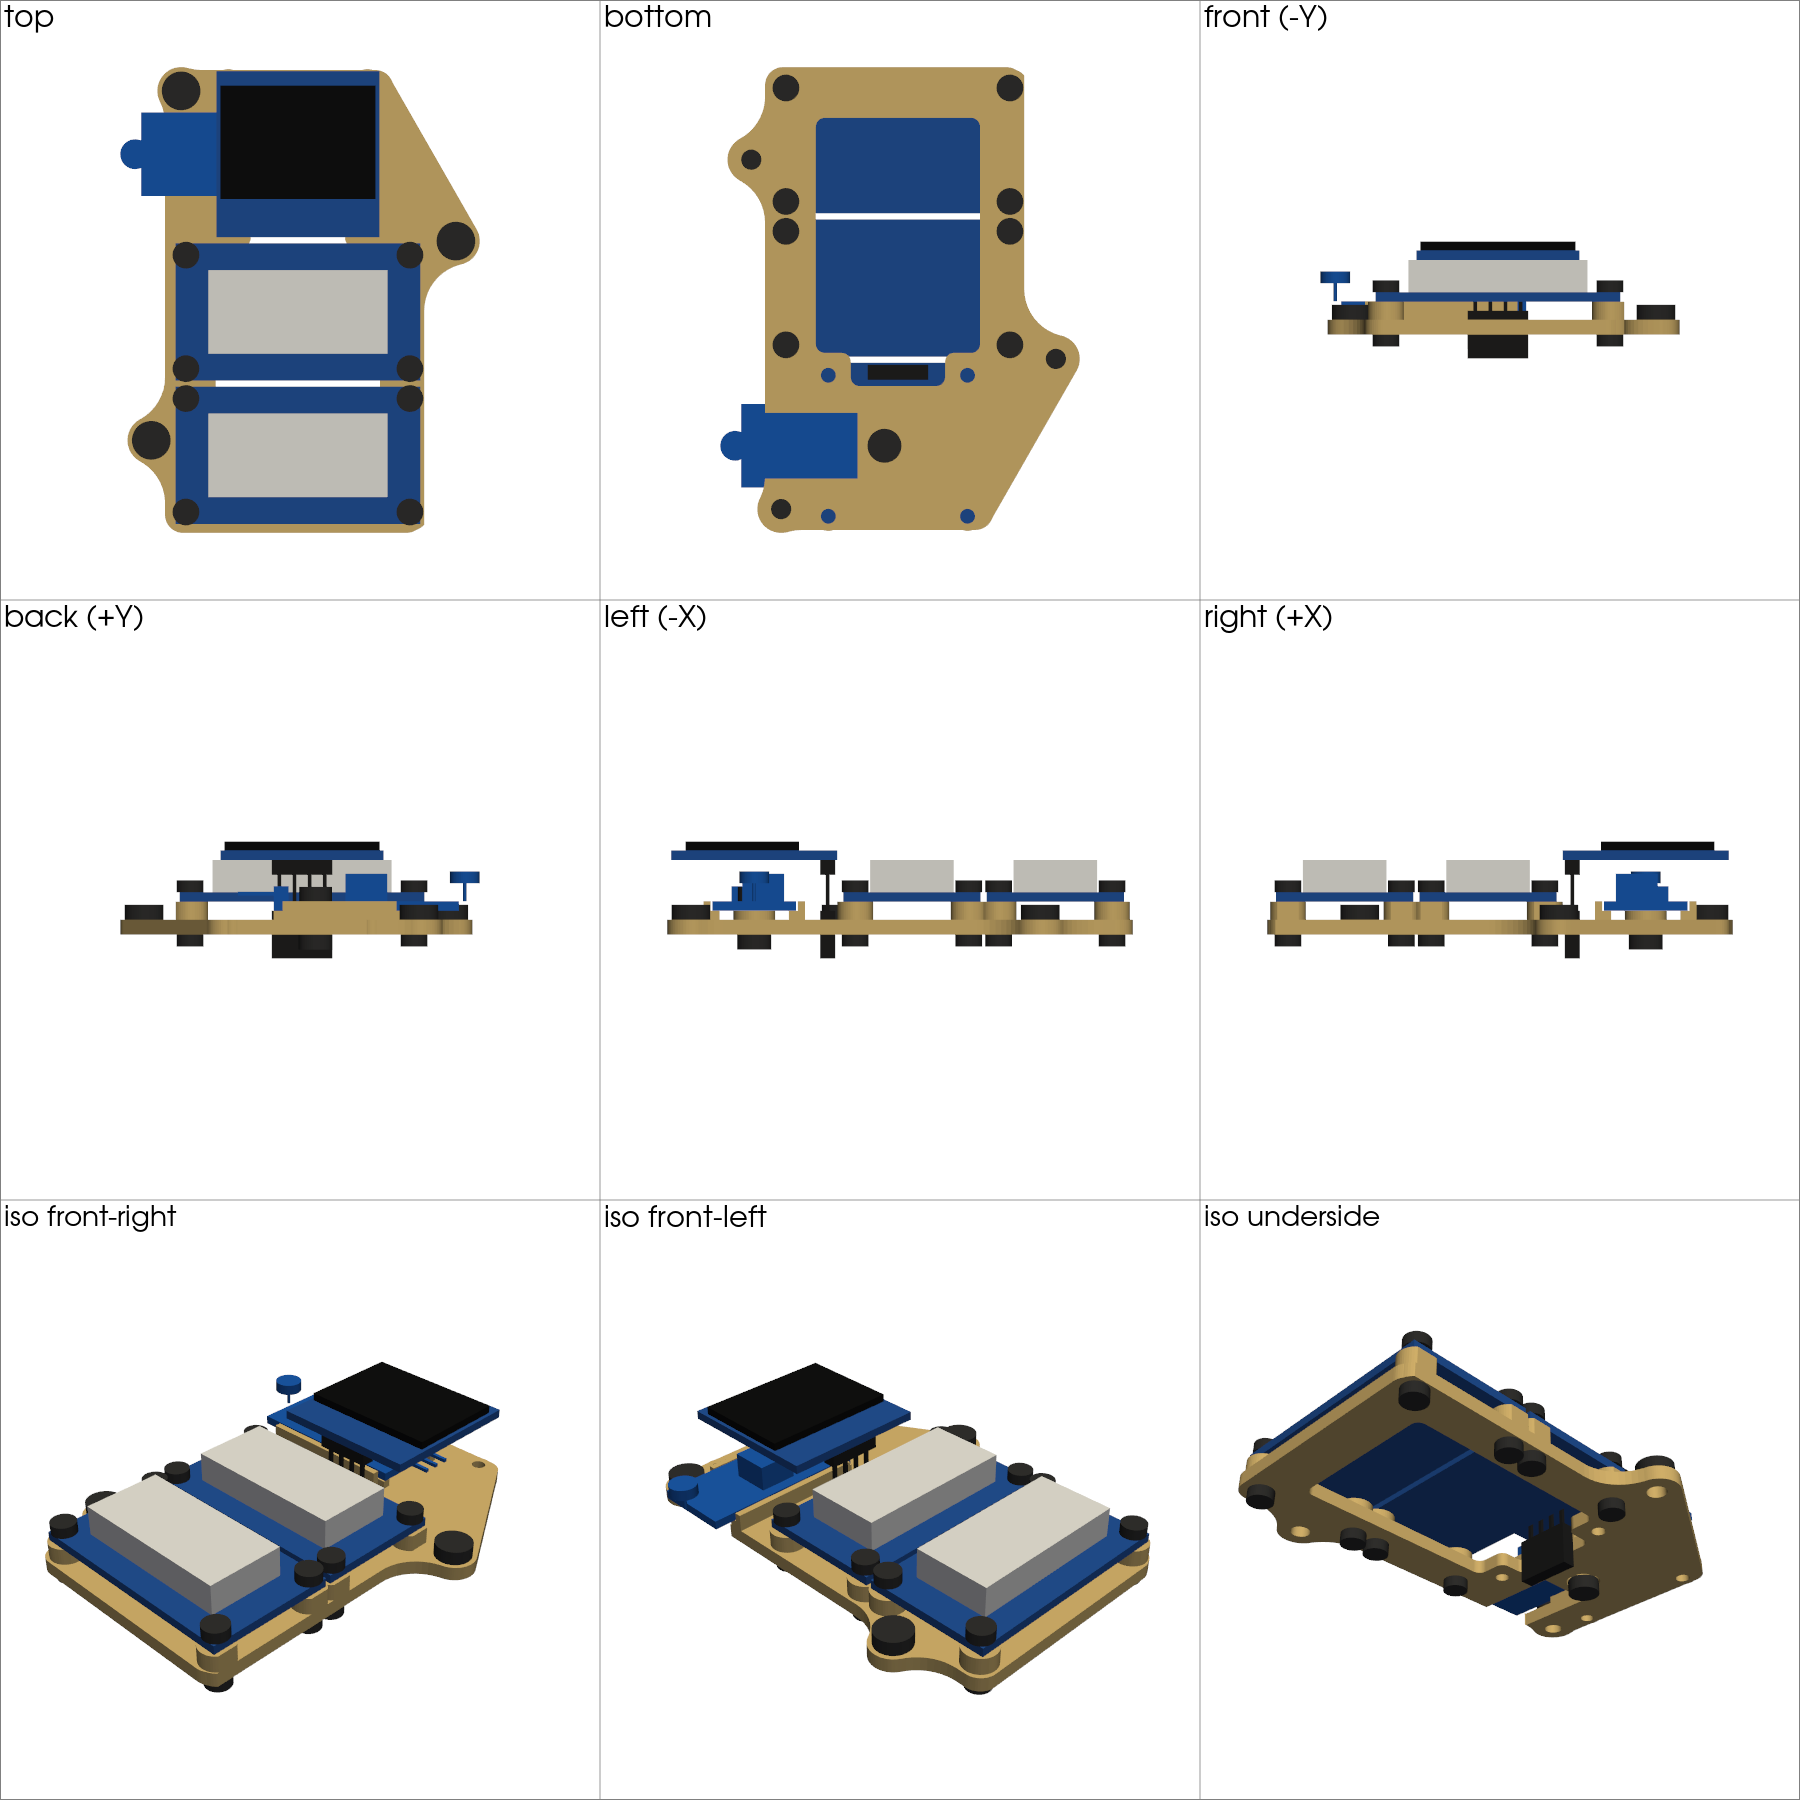 top
bottom
front (-Y)
back (+Y)
left (-X)
right (+X)
iso front-right
iso front-left
iso underside